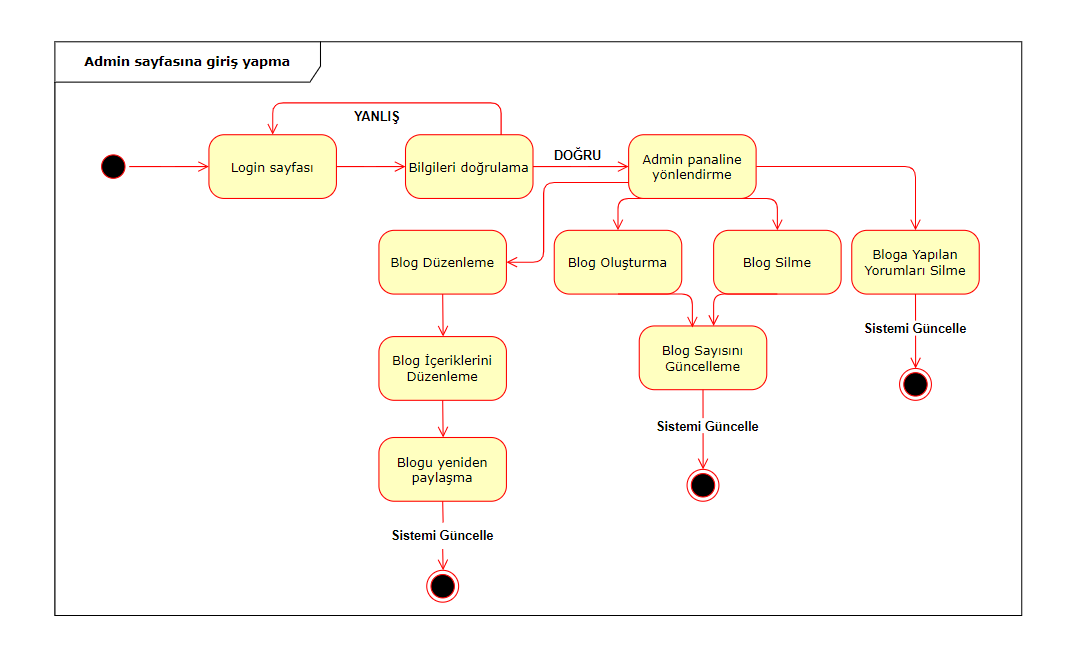 Admin sayfasına giriş yapma
YANLIŞ
Login sayfası
Bilgileri doğrulama
DOĞRU
Admin panaline
yönlendirme
Blog Düzenleme
Blog Oluşturma
Blog Silme
Bloga Yapılan
Yorumları Silme
Sistemi Güncelle
Blog İçeriklerini
Düzenleme
Blog Sayısını
Güncelleme
Sistemi Güncelle
Blogu yeniden
paylaşma
Sistemi Güncelle